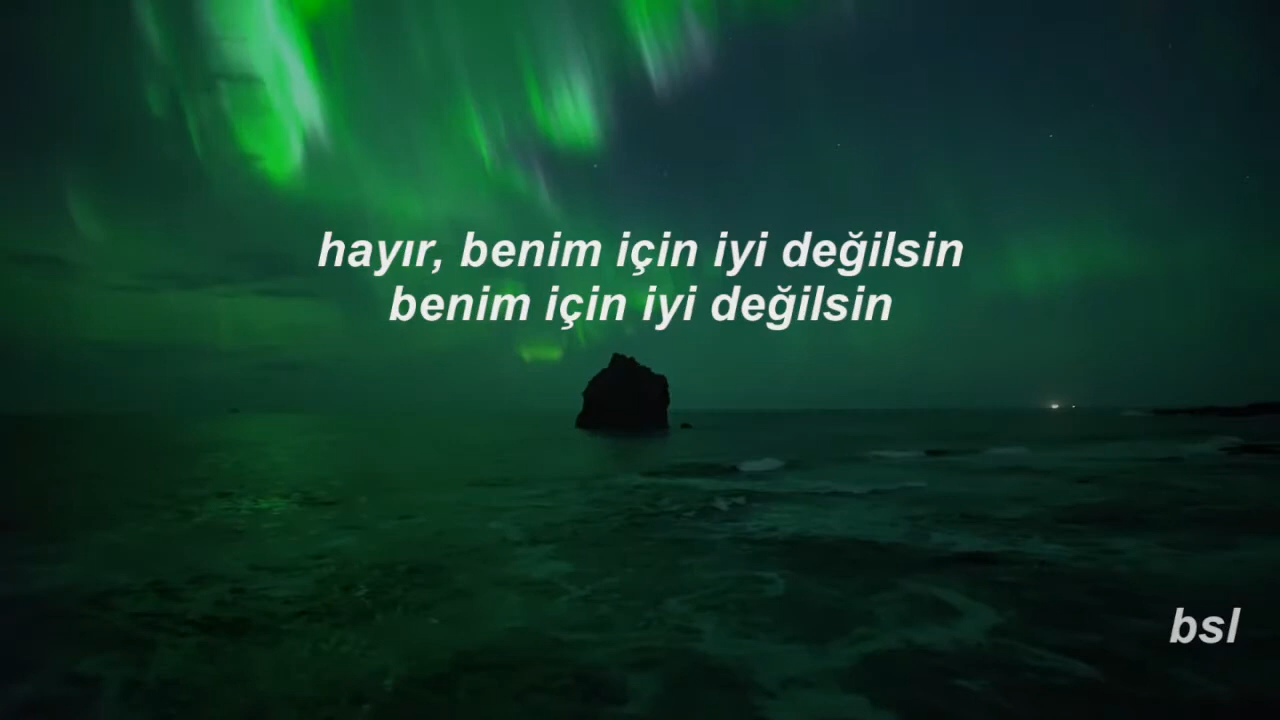 hayır, benim için iyi değilsin
benim için iyi değilsin
bsl